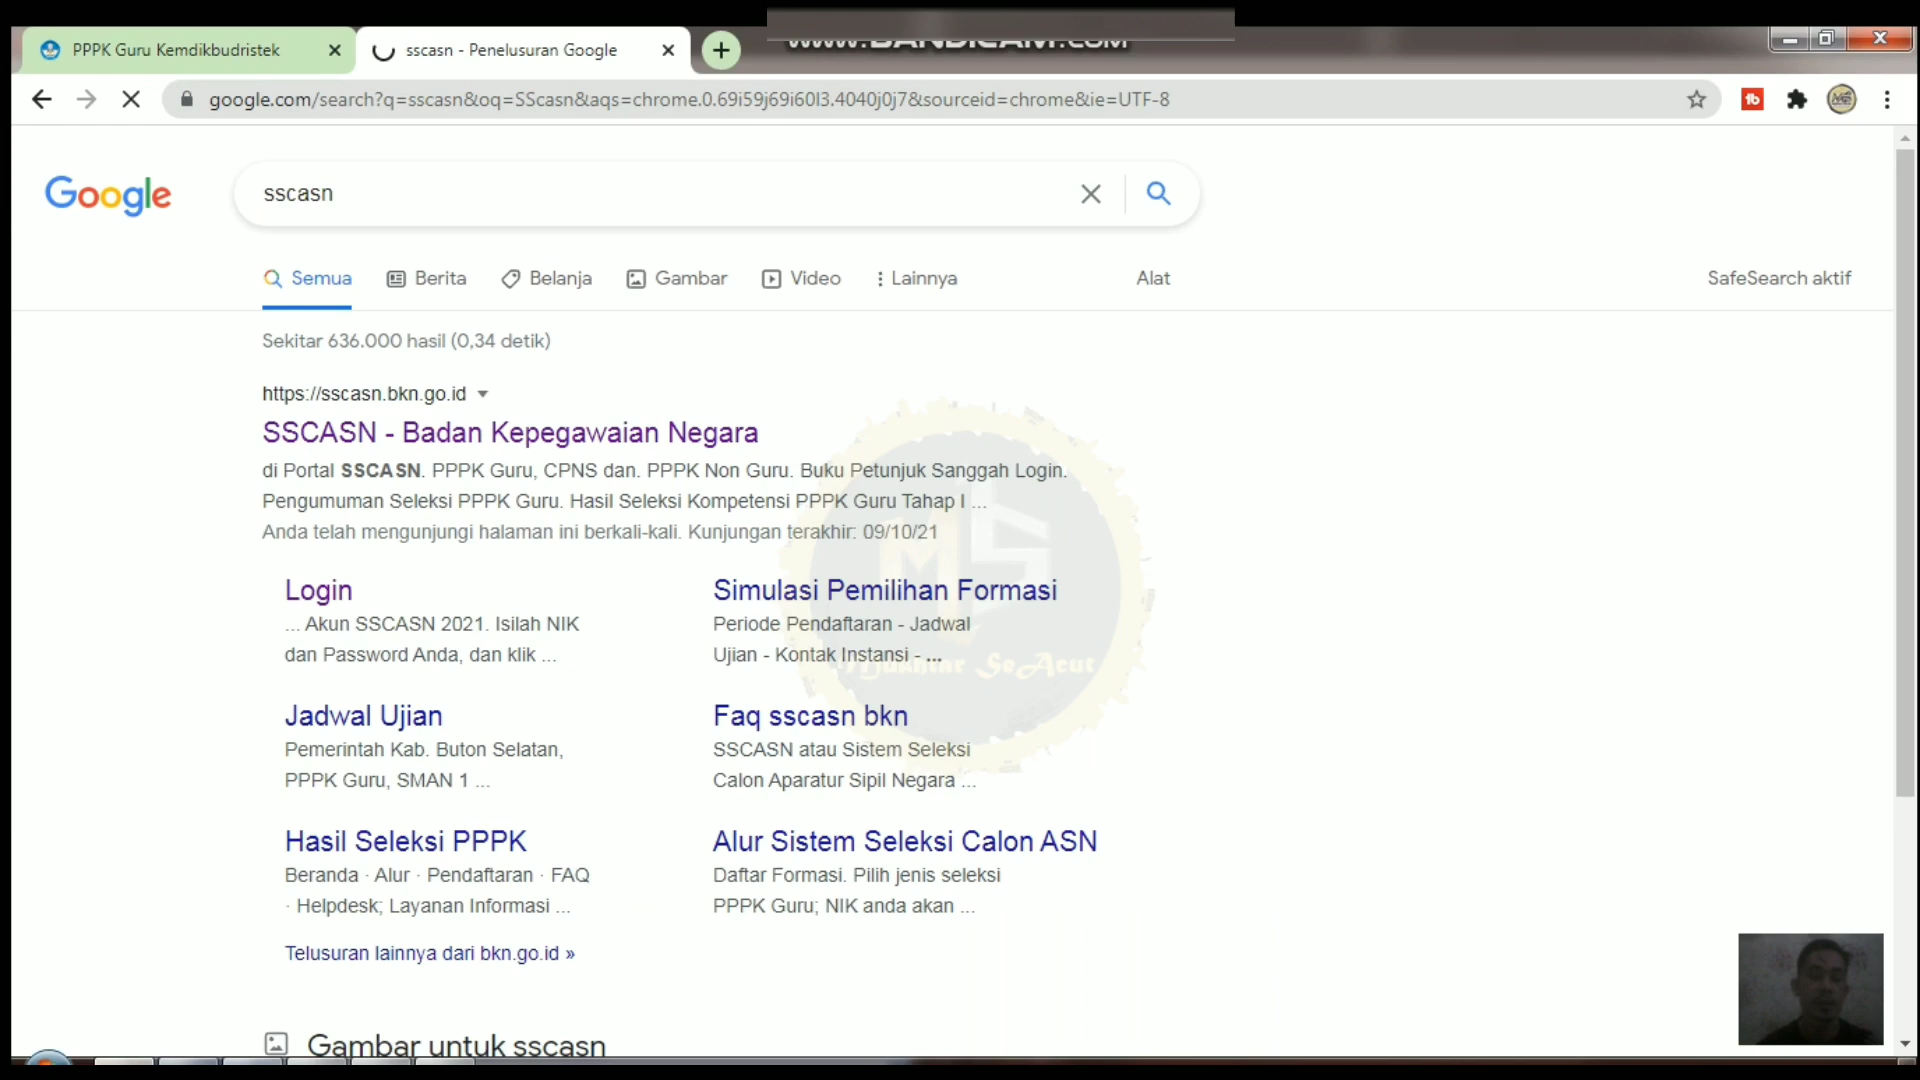 www.BANDICAM.com
PPPK Guru Kemdikbudristek
sscasn - Penelusuran Google
google.com/search?q=sscasn&oq=SScasn&aqs=chrome.0.69i59j69i60l3.4040j0j7&sourceid=chrome&ie=UTF-8
Google
sscasn
Semua Berita Belanja Gambar Video Lainnya Alat SafeSearch aktif
Sekitar 636.000 hasil (0,34 detik)
https://sscasn.bkn.go.id
SSCASN - Badan Kepegawaian Negara
di Portal SSCASN. PPPK Guru, CPNS dan. PPPK Non Guru. Buku Petunjuk Sanggah Login.
Pengumuman Seleksi PPPK Guru. Hasil Seleksi Kompetensi PPPK Guru Tahap I ...
Anda telah mengunjungi halaman ini berkali-kali. Kunjungan terakhir: 09/10/21
Login
... Akun SSCASN 2021. Isilah NIK
dan Password Anda, dan klik ...
Simulasi Pemilihan Formasi
Periode Pendaftaran - Jadwal
Ujian - Kontak Instansi - ...
MS
Mukhtar SoAcut
Jadwal Ujian
Pemerintah Kab. Buton Selatan,
PPPK Guru, SMAN 1 ...
Faq sscasn bkn
SSCASN atau Sistem Seleksi
Calon Aparatur Sipil Negara ...
Hasil Seleksi PPPK
Beranda · Alur · Pendaftaran · FAQ
· Helpdesk; Layanan Informasi ...
Alur Sistem Seleksi Calon ASN
Daftar Formasi. Pilih jenis seleksi
PPPK Guru; NIK anda akan ...
Telusuran lainnya dari bkn.go.id »
Gambar untuk sscasn